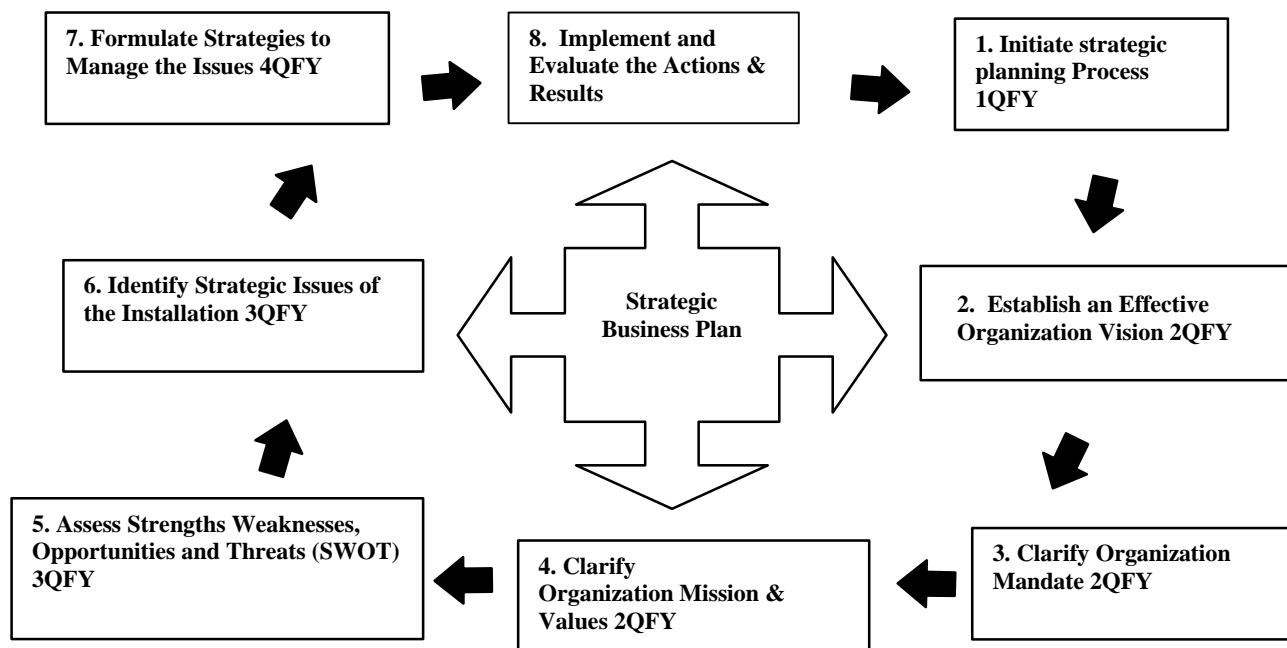 7. Formulate Strategies to
Manage the Issues 4QFY
8. Implement and
Evaluate the Actions &
Results
1. Initiate strategic
planning Process
1QFY
6. Identify Strategic Issues of
the Installation 3QFY
Strategic
Business Plan
2. Establish an Effective
Organization Vision 2QFY
5. Assess Strengths Weaknesses,
Opportunities and Threats (SWOT)
3QFY
4. Clarify
Organization Mission &
Values 2QFY
3. Clarify Organization
Mandate 2QFY